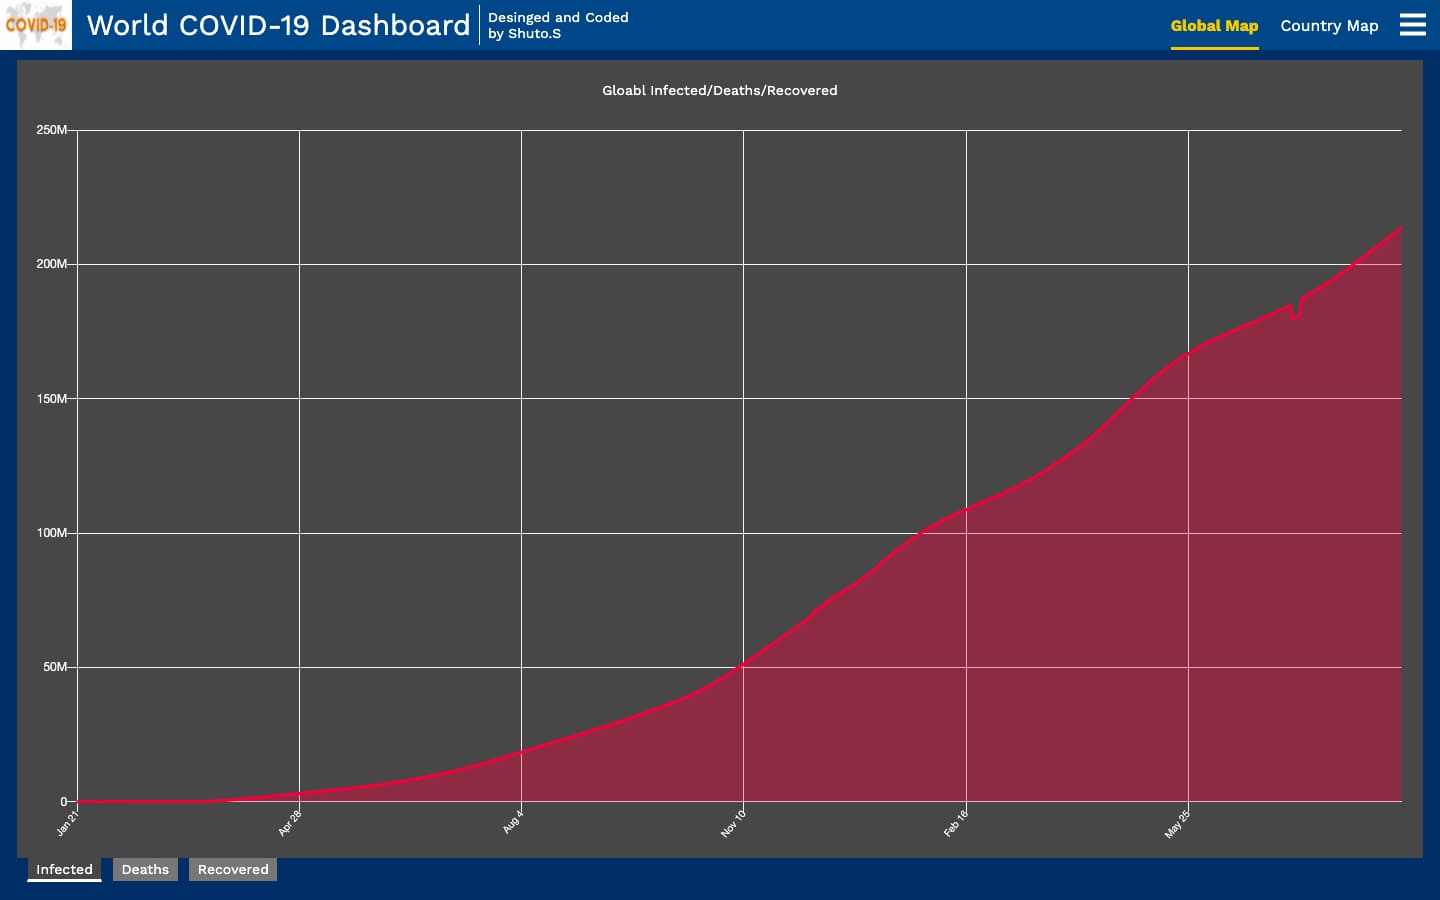 COVID-19
World COVID-19 Dashboard
Desinged and Coded
by Shuto.S
Global Map
Country Map
Gloabl Infected/Deaths/Recovered
250M
200M
150M
100M
50M
0
Jan 21
Apr 28
Aug 4
Nov 10
Feb 16
May 25
Infected
Deaths
Recovered